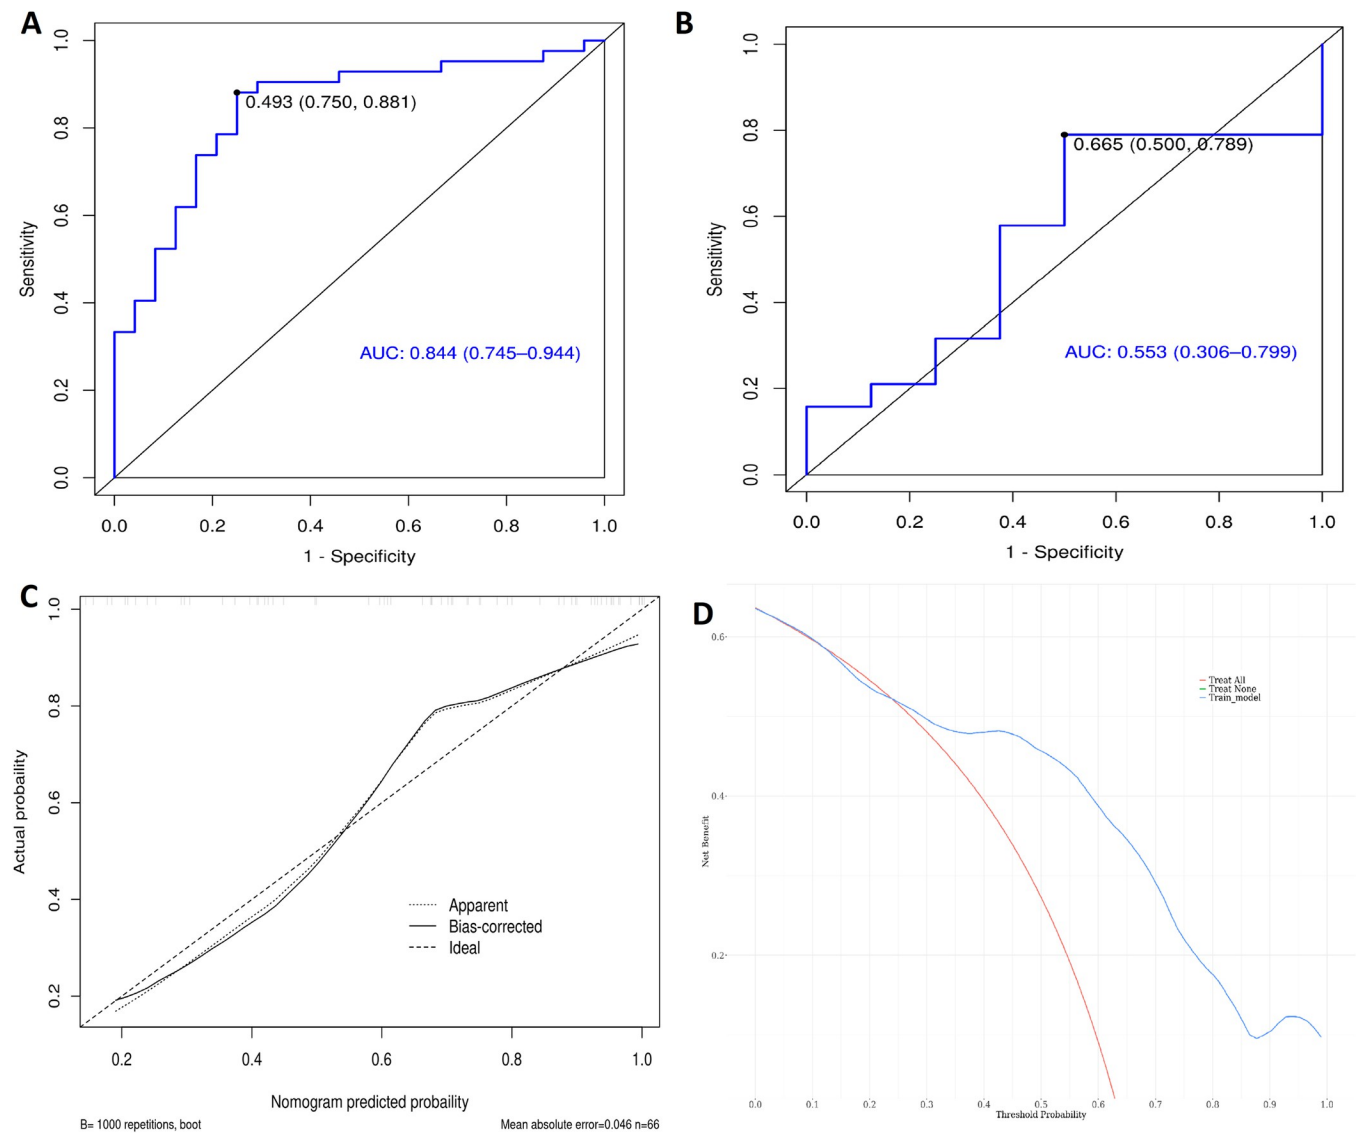 A
1.0
0.8
0.6
0.4
0.2
0.0
Sensitivity
0.493 (0.750, 0.881)
AUC: 0.844 (0.745–0.944)
0.0 0.2 0.4 0.6 0.8 1.0
1 - Specificity
B
1.0
0.8
0.6
0.4
0.2
0.0
Sensitivity
0.665 (0.500, 0.789)
AUC: 0.553 (0.306–0.799)
0.0 0.2 0.4 0.6 0.8 1.0
1 - Specificity
C
1.0
0.8
0.6
0.4
0.2
Actual probaility
Apparent
Bias-corrected
Ideal
0.2 0.4 0.6 0.8 1.0
Nomogram predicted probaility
B= 1000 repetitions, boot
Mean absolute error=0.046 n=66
D
0.6
0.4
0.2
Net Benefit
Treat All
Treat None
Train_model
0.0 0.1 0.2 0.3 0.4 0.5 0.6 0.7 0.8 0.9 1.0
Threshold Probability